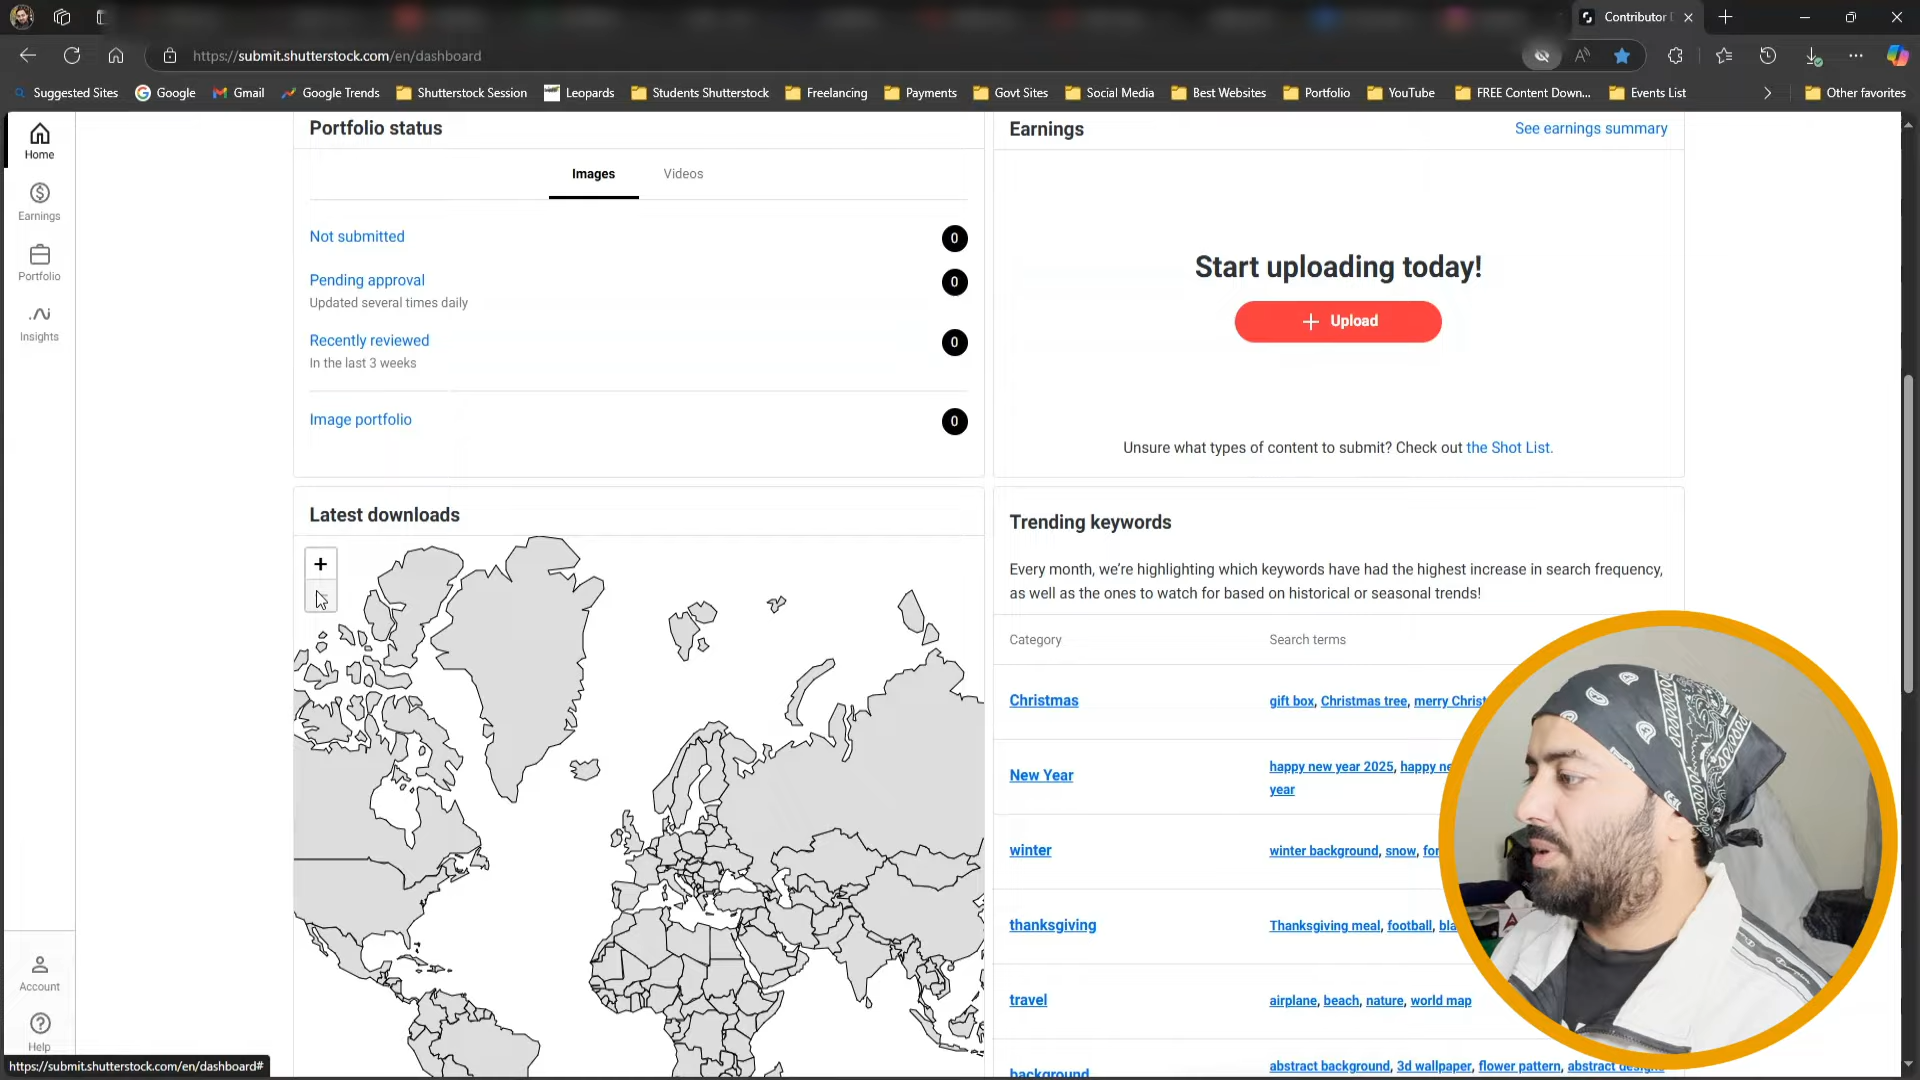 Contributor D
https://submit.shutterstock.com/en/dashboard
Suggested Sites
Google
Gmail
Google Trends
Shutterstock Session
Leopards
Students Shutterstock
Freelancing
Payments
Govt Sites
Social Media
Best Websites
Portfolio
YouTube
FREE Content Down...
Events List
Other favorites
Home
Earnings
Portfolio
Insights
Account
Help
Portfolio status
Images
Videos
Not submitted
0
Pending approval
0
Updated several times daily
Recently reviewed
0
In the last 3 weeks
Image portfolio
0
Earnings
See earnings summary
Start uploading today!
+ Upload
Unsure what types of content to submit? Check out the Shot List.
Latest downloads
+
Trending keywords
Every month, we're highlighting which keywords have had the highest increase in search frequency,
as well as the ones to watch for based on historical or seasonal trends!
Category
Search terms
Christmas
gift box, Christmas tree, merry Christ
New Year
happy new year 2025, happy ne
year
winter
winter background, snow, for
thanksgiving
Thanksgiving meal, football, bla
travel
airplane, beach, nature, world map
background
abstract background, 3d wallpaper, flower pattern, abstract designs
https://submit.shutterstock.com/en/dashboard#